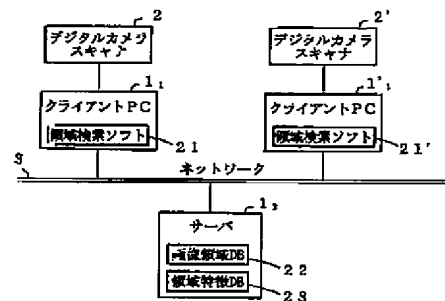 2
デジタルカメラ
スキャナ
2'
デジタルカメラ
スキャナ
1₁
クライアントPC
領域検索ソフト
21
1'₁
クライアントPC
領域検索ソフト
21'
3
ネットワーク
1₂
サーバ
画像領域DB
22
領域特徴DB
23